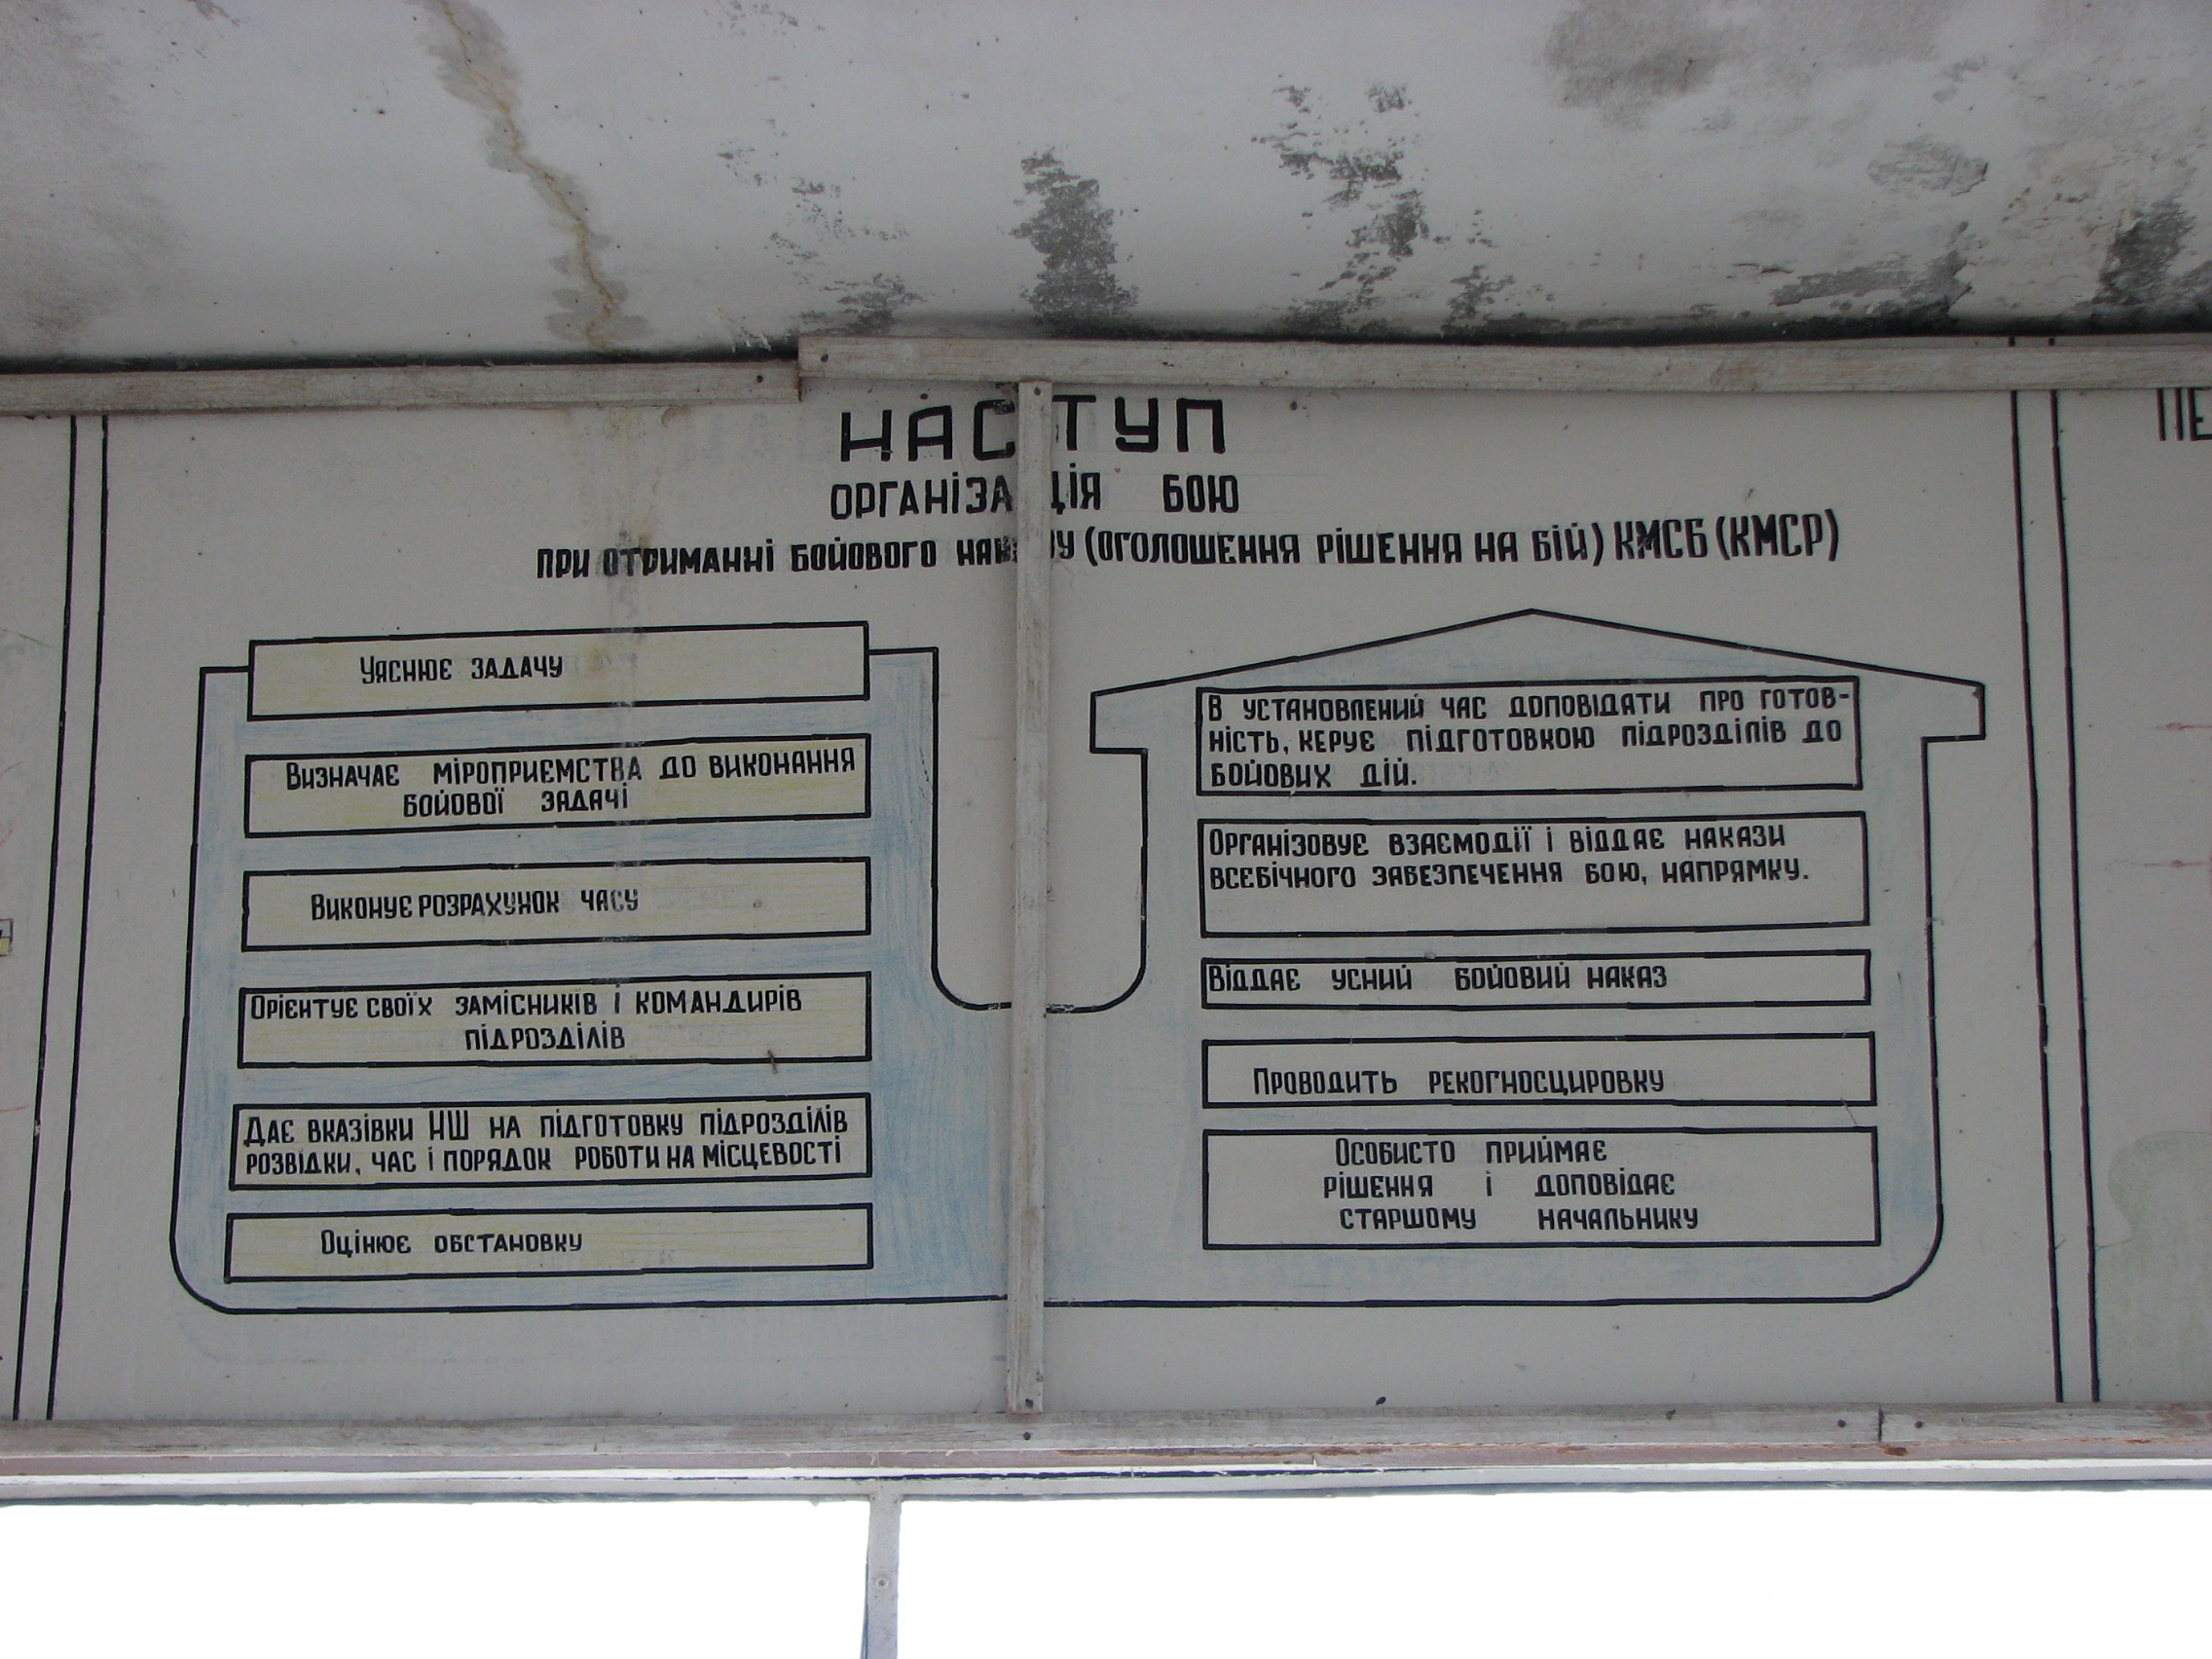 НАСТУП
ОРГАНІЗАЦІЯ БОЮ
ПРИ ОТРИМАННІ БОЙОВОГО НАКАЗУ (ОГОЛОШЕННЯ РІШЕННЯ НА БІЙ) КМСБ (КМСР)
УЯСНЮЄ ЗАДАЧУ
ВИЗНАЧАЄ МІРОПРИЄМСТВА ДО ВИКОНАННЯ
БОЙОВОЇ ЗАДАЧІ
ВИКОНУЄ РОЗРАХУНОК ЧАСУ
ОРІЄНТУЄ СВОЇХ ЗАМІСНИКІВ І КОМАНДИРІВ
ПІДРОЗДІЛІВ
ДАЄ ВКАЗІВКИ НШ НА ПІДГОТОВКУ ПІДРОЗДІЛІВ
РОЗВІДКИ, ЧАС І ПОРЯДОК РОБОТИ НА МІСЦЕВОСТІ
ОЦІНЮЄ ОБСТАНОВКУ
В УСТАНОВЛЕНИЙ ЧАС ДОПОВІДАТИ ПРО ГОТОВ-
НІСТЬ, КЕРУЄ ПІДГОТОВКОЮ ПІДРОЗДІЛІВ ДО
БОЙОВИХ ДІЙ.
ОРГАНІЗОВУЄ ВЗАЄМОДІЇ І ВІДДАЄ НАКАЗИ
ВСЕБІЧНОГО ЗАБЕЗПЕЧЕННЯ БОЮ, НАПРЯМКУ.
ВІДДАЄ УСНИЙ БОЙОВИЙ НАКАЗ
ПРОВОДИТЬ РЕКОГНОСЦИРОВКУ
ОСОБИСТО ПРИЙМАЄ
РІШЕННЯ І ДОПОВІДАЄ
СТАРШОМУ НАЧАЛЬНИКУ